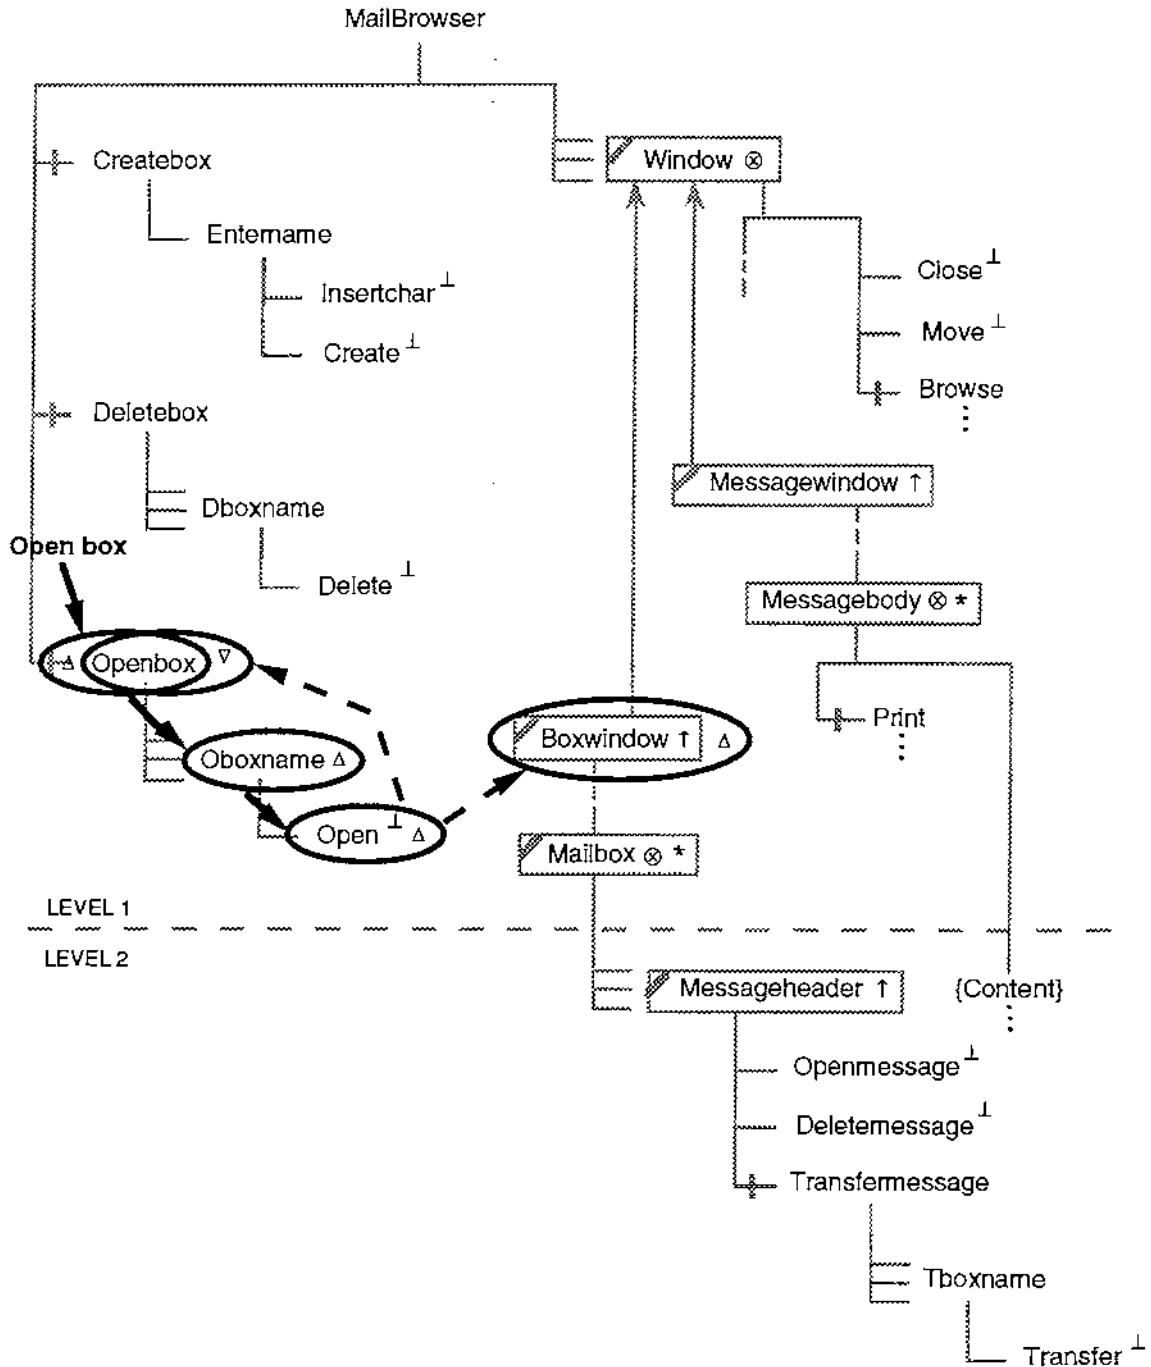 MailBrowser
Createbox
Window ⊗
Entername
Close ⊥
Insertchar ⊥
Move ⊥
Create ⊥
Browse
Deletebox
Messagewindow ↑
Dboxname
Open box
Delete ⊥
Messagebody ⊗ *
Δ Openbox ∇
Print
Boxwindow ↑ Δ
Oboxname Δ
Open ⊥ Δ
Mailbox ⊗ *
LEVEL 1
LEVEL 2
Messageheader ↑
{Content}
Openmessage ⊥
Deletemessage ⊥
Transfermessage
Tboxname
Transfer ⊥